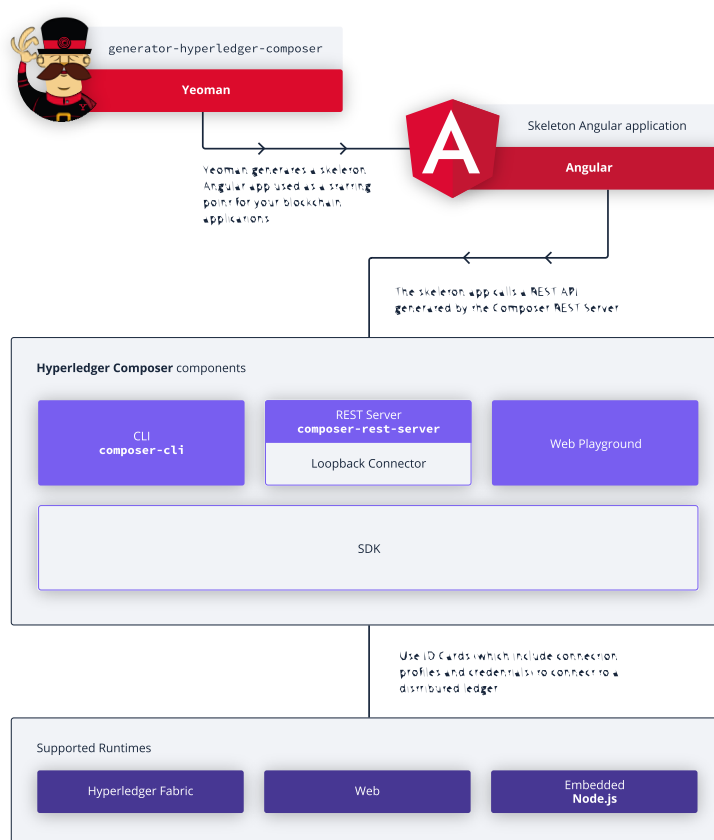 generator-hyperledger-composer
Yeoman
Skeleton Angular application
Angular
Yeoman generates a skeleton
Angular app used as a starting
point for your blockchain
applications
The skeleton app calls a REST API
generated by the Composer REST Server
Hyperledger Composer components
CLI
composer-cli
REST Server
composer-rest-server
Loopback Connector
Web Playground
SDK
Use ID Cards (which include connection
profiles and credentials) to connect to a
distributed ledger
Supported Runtimes
Hyperledger Fabric
Web
Embedded
Node.js